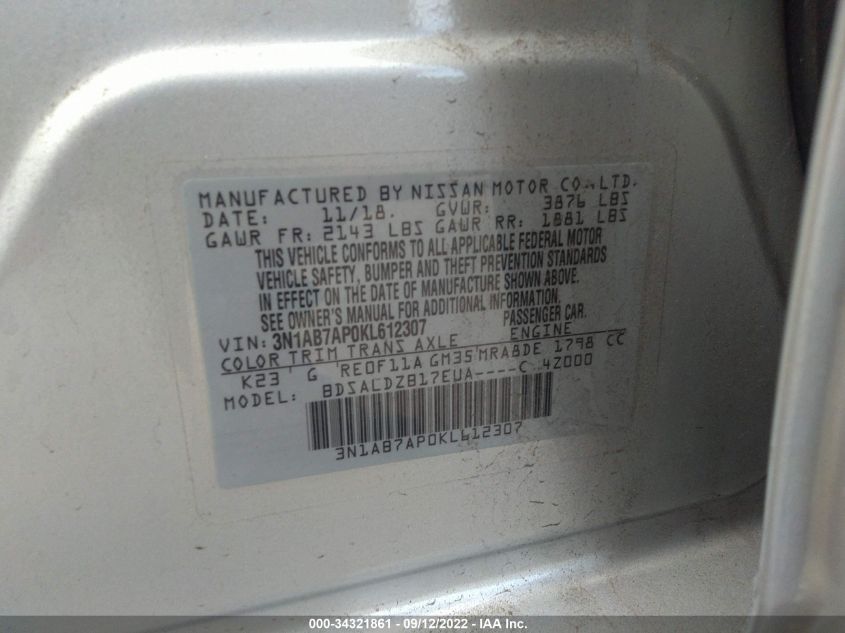 MANUFACTURED BY NISSAN MOTOR CO.,LTD.
DATE: 11/18. GVWR: 3876 LBS
GAWR FR: 2143 LBS GAWR RR: 1881 LBS
THIS VEHICLE CONFORMS TO ALL APPLICABLE FEDERAL MOTOR
VEHICLE SAFETY, BUMPER AND THEFT PREVENTION STANDARDS
IN EFFECT ON THE DATE OF MANUFACTURE SHOWN ABOVE.
SEE OWNER'S MANUAL FOR ADDITIONAL INFORMATION.
VIN: 3N1AB7AP0KL612307 PASSENGER CAR.
COLOR TRIM TRANS AXLE ENGINE
K23 G RE0F11A GM35 MRA8DE 1798 CC
MODEL: BDSALDZB17EUA----C 4Z000
3N1AB7AP0KL612307
000-34321861 - 09/12/2022 - © IAA, Inc.